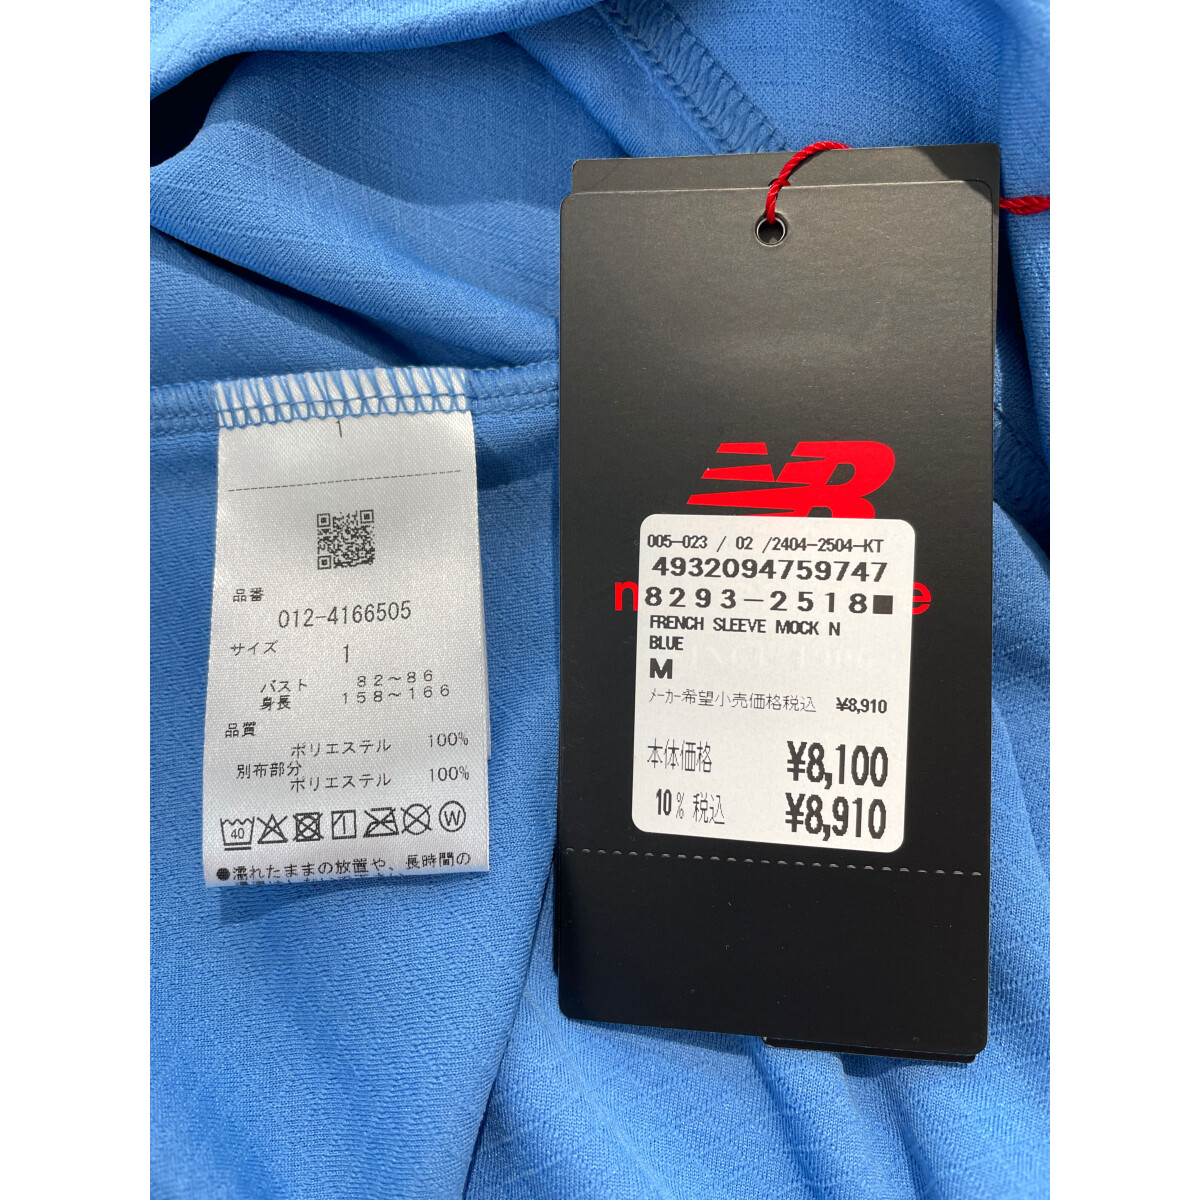 1
品番
012-4166505
サイズ
1
バスト 82~86
身長 158~166
品質
ポリエステル 100%
別布部分
ポリエステル 100%
40
W
●濡れたままの放置や、長時間の
005-023 / 02 /2404-2504-KT
4932094759747
8293-2518■
FRENCH SLEEVE MOCK N
BLUE
M
メーカー希望小売価格税込 ¥8,910
本体価格 ¥8,100
10% 税込 ¥8,910